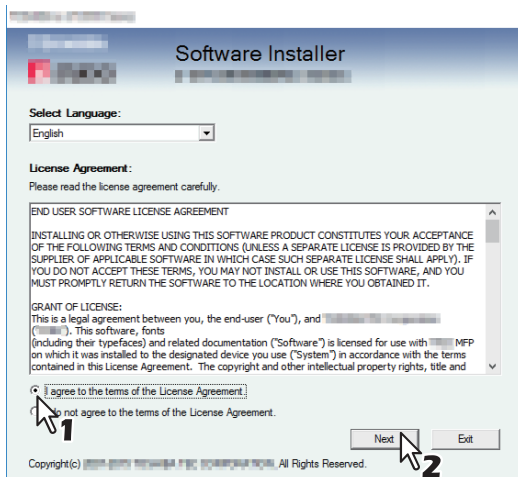 Software Installer
Select Language:
English
License Agreement:
Please read the license agreement carefully.
END USER SOFTWARE LICENSE AGREEMENT
INSTALLING OR OTHERWISE USING THIS SOFTWARE PRODUCT CONSTITUTES YOUR ACCEPTANCE
OF THE FOLLOWING TERMS AND CONDITIONS (UNLESS A SEPARATE LICENSE IS PROVIDED BY THE
SUPPLIER OF APPLICABLE SOFTWARE IN WHICH CASE SUCH SEPARATE LICENSE SHALL APPLY). IF
YOU DO NOT ACCEPT THESE TERMS, YOU MAY NOT INSTALL OR USE THIS SOFTWARE, AND YOU
MUST PROMPTLY RETURN THE SOFTWARE TO THE LOCATION WHERE YOU OBTAINED IT.
GRANT OF LICENSE:
This is a legal agreement between you, the end-user ("You"), and
("). This software, fonts
(including their typefaces) and related documentation ("Software") is licensed for use with MFP
on which it was installed to the designated device you use ("System") in accordance with the terms
contained in this License Agreement. The copyright and other intellectual property rights, title and
I agree to the terms of the License Agreement.
not agree to the terms of the License Agreement.
1
Next Exit
2
Copyright(c) All Rights Reserved.